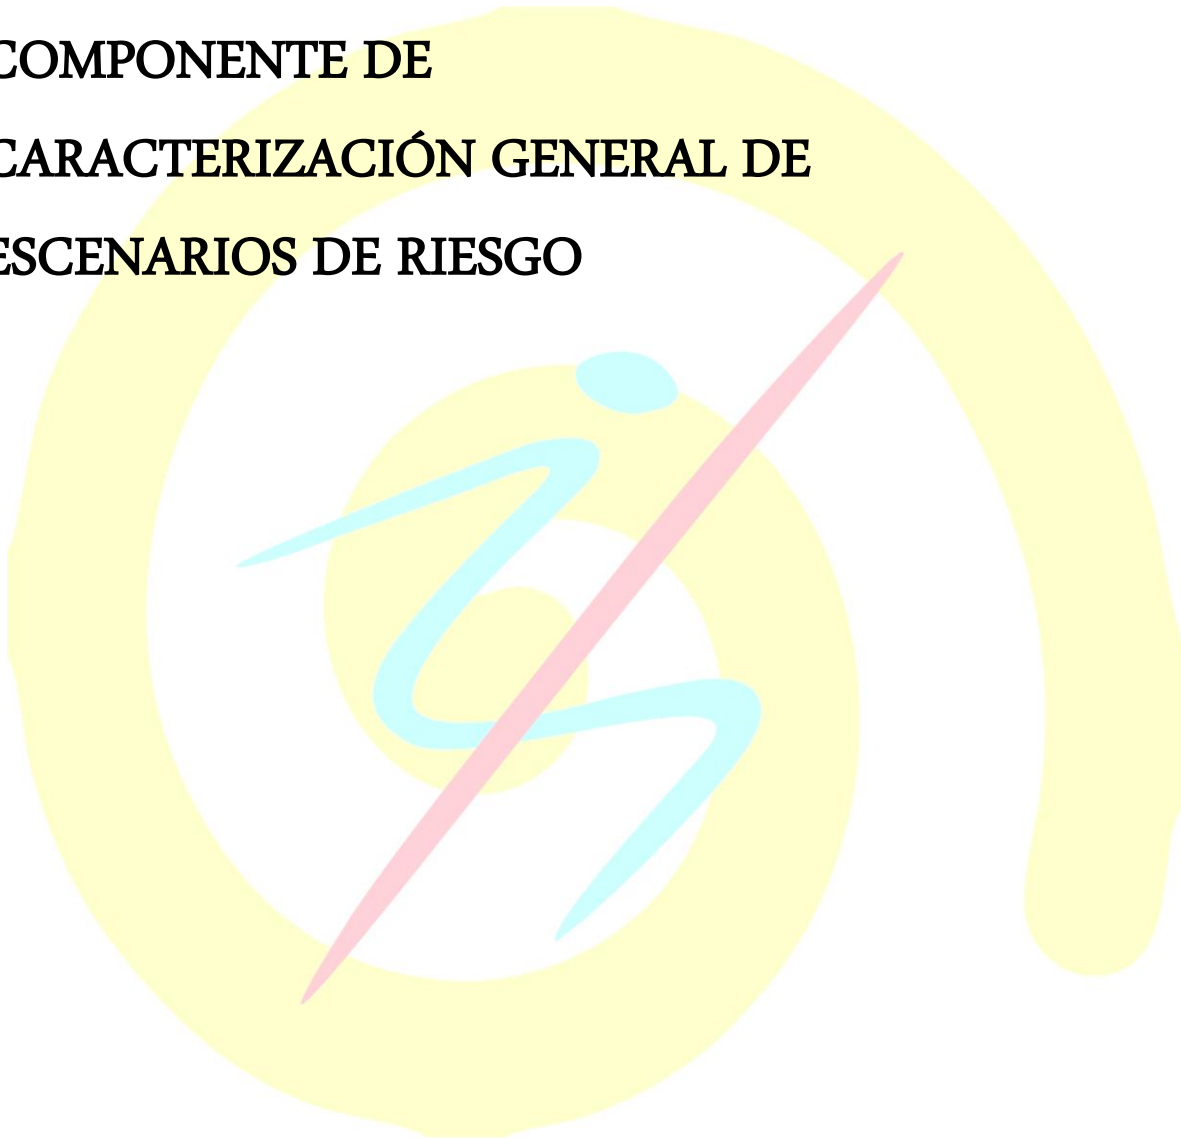 COMPONENTE DE
CARACTERIZACIÓN GENERAL DE
ESCENARIOS DE RIESGO